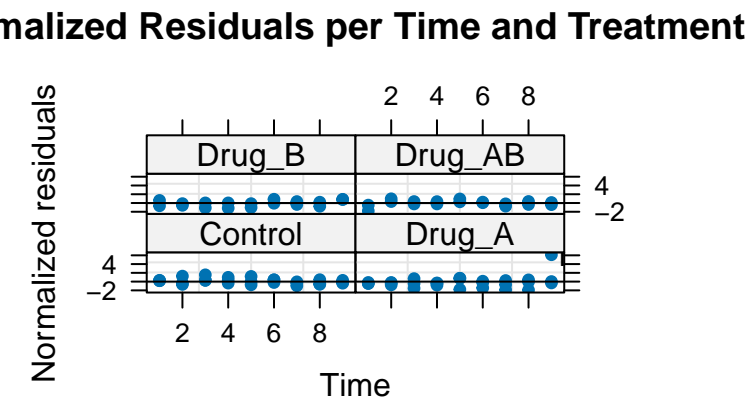 malized Residuals per Time and Treatment
2 4 6 8
Drug_B Drug_AB
4
−2
Control Drug_A
4
−2
2 4 6 8
Normalized residuals
Time